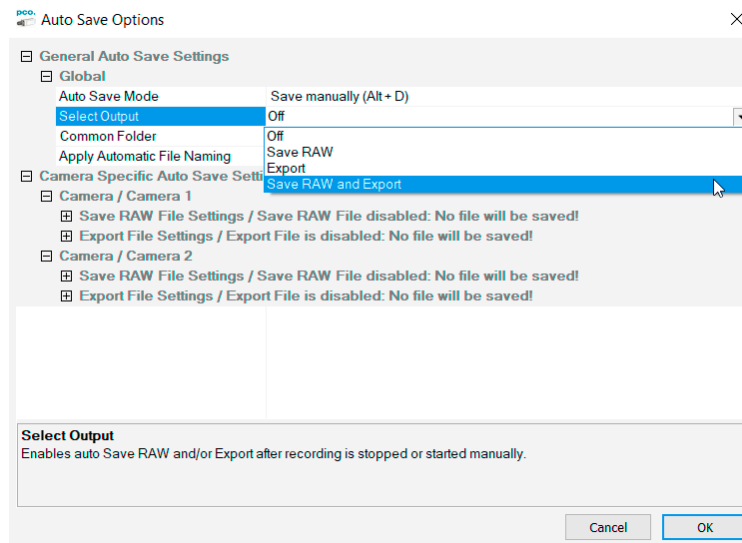 pco.
Auto Save Options
General Auto Save Settings
Global
Auto Save Mode Save manually (Alt + D)
Select Output Off
Common Folder Off
Save RAW
Apply Automatic File Naming Export
Camera Specific Auto Save Setti Save RAW and Export
Camera / Camera 1
Save RAW File Settings / Save RAW File disabled: No file will be saved!
Export File Settings / Export File is disabled: No file will be saved!
Camera / Camera 2
Save RAW File Settings / Save RAW File disabled: No file will be saved!
Export File Settings / Export File is disabled: No file will be saved!
Select Output
Enables auto Save RAW and/or Export after recording is stopped or started manually.
Cancel OK